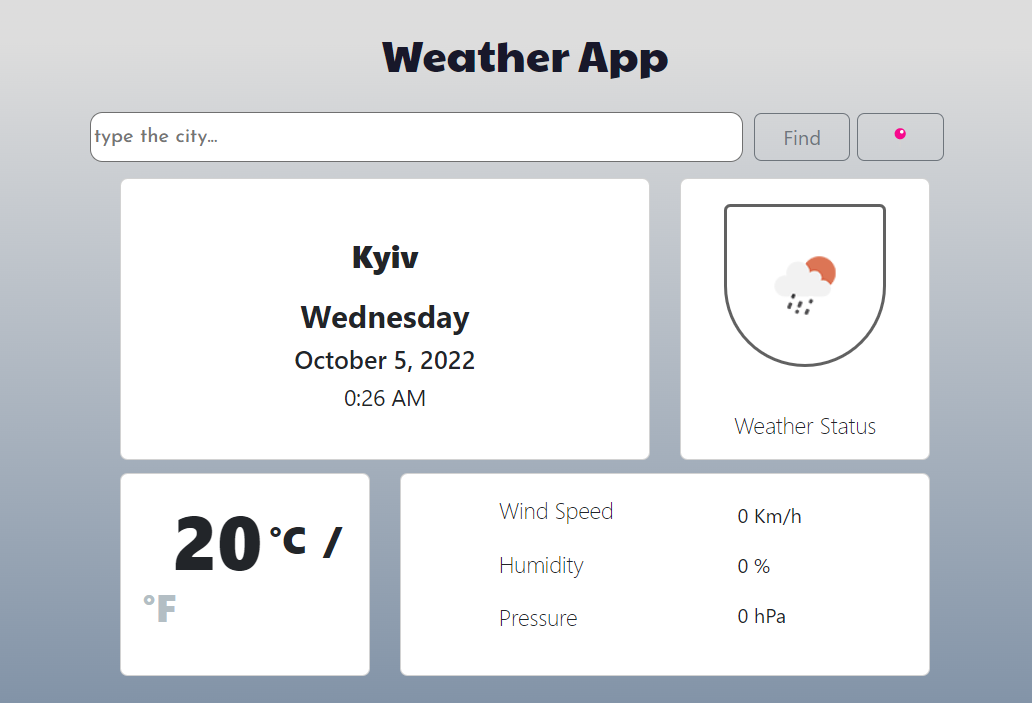 Weather App
type the city...
Find
Kyiv
Wednesday
October 5, 2022
0:26 AM
Weather Status
20 °C /
°F
Wind Speed 0 Km/h
Humidity 0 %
Pressure 0 hPa